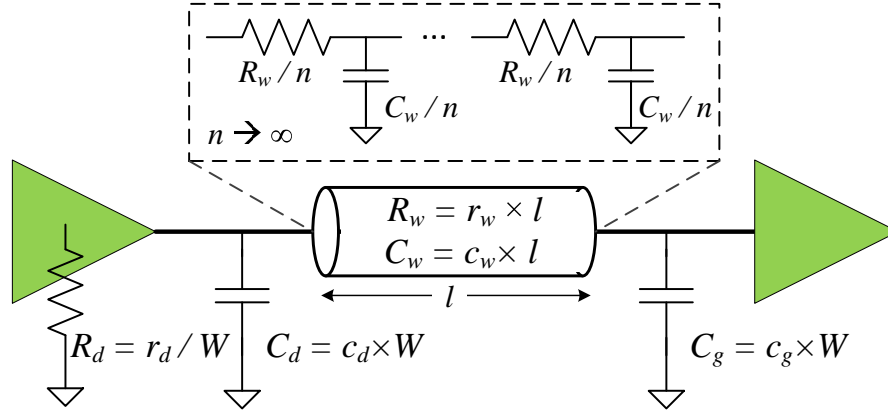 R_w / n
...
R_w / n
C_w / n
C_w / n
n → ∞
R_w = r_w × l
C_w = c_w × l
l
R_d = r_d / W
C_d = c_d × W
C_g = c_g × W